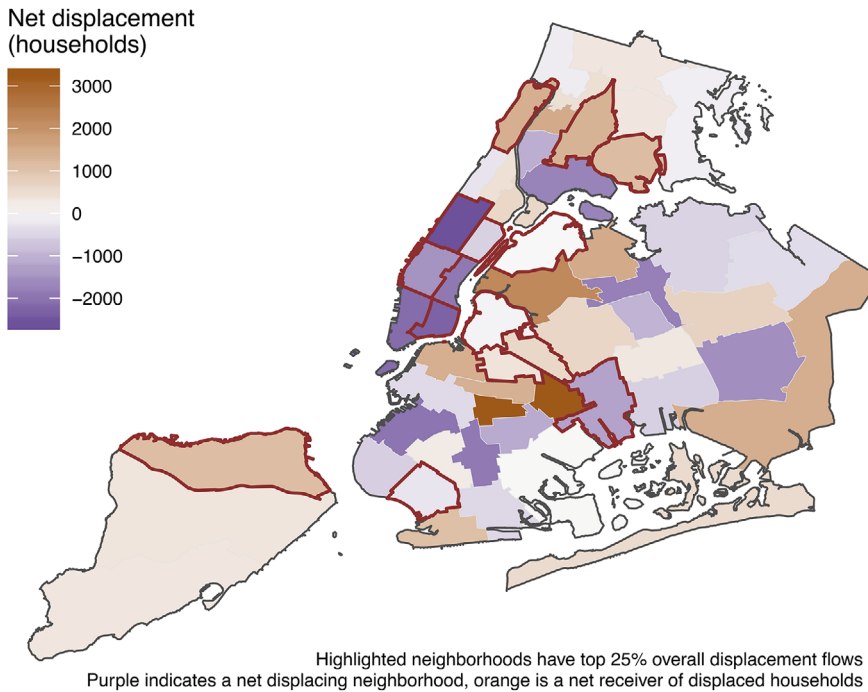 Net displacement
(households)
3000
2000
1000
0
−1000
−2000
Highlighted neighborhoods have top 25% overall displacement flows
Purple indicates a net displacing neighborhood, orange is a net receiver of displaced households